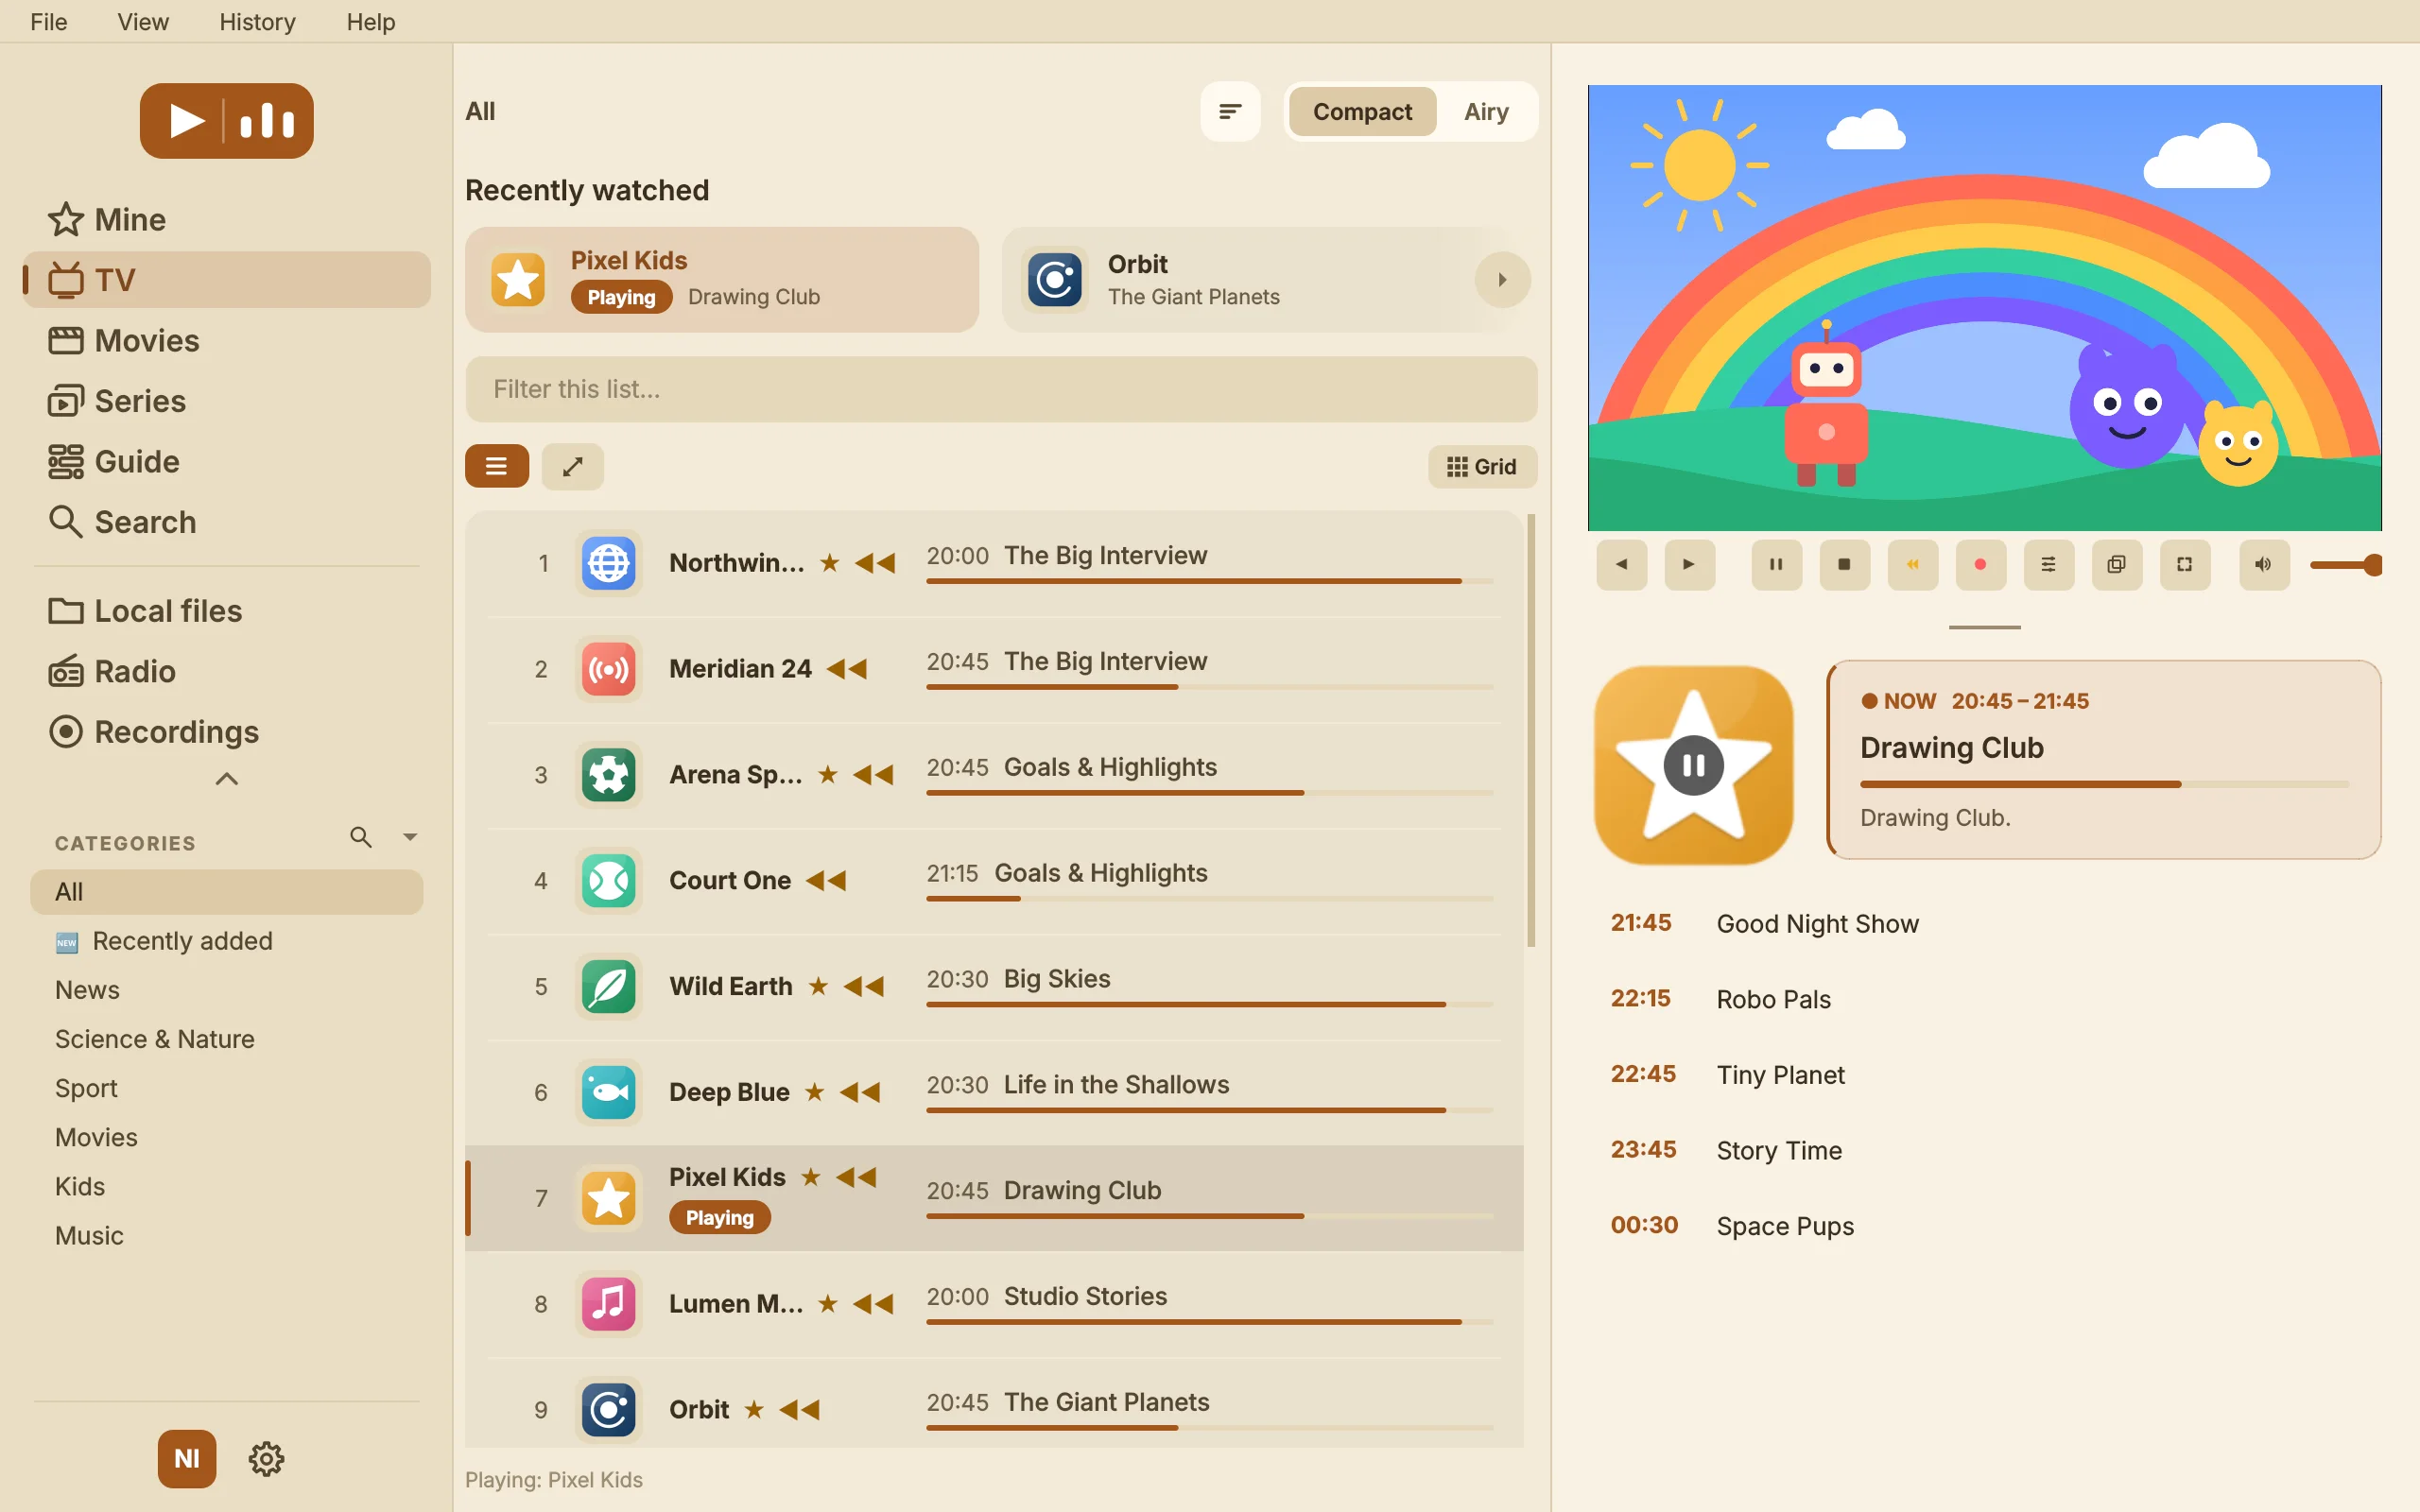 File View History Help
Mine
TV
Movies
Series
Guide
Search
Local files
Radio
Recordings
CATEGORIES
All
NEW Recently added
News
Science & Nature
Sport
Movies
Kids
Music
NI
All
Compact Airy
Recently watched
Pixel Kids
Playing Drawing Club
Orbit
The Giant Planets
Filter this list...
Grid
1 Northwin... 20:00 The Big Interview
2 Meridian 24 20:45 The Big Interview
3 Arena Sp... 20:45 Goals & Highlights
4 Court One 21:15 Goals & Highlights
5 Wild Earth 20:30 Big Skies
6 Deep Blue 20:30 Life in the Shallows
7 Pixel Kids 20:45 Drawing Club
Playing
8 Lumen M... 20:00 Studio Stories
9 Orbit 20:45 The Giant Planets
Playing: Pixel Kids
NOW 20:45 – 21:45
Drawing Club
Drawing Club.
21:45 Good Night Show
22:15 Robo Pals
22:45 Tiny Planet
23:45 Story Time
00:30 Space Pups